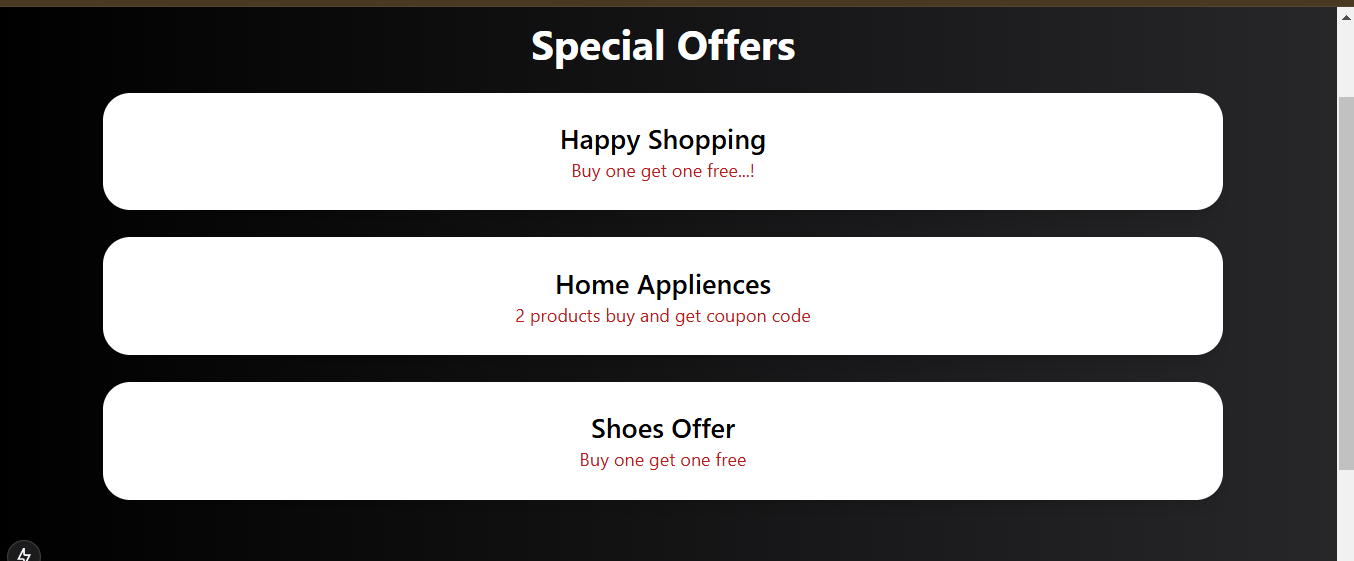 Special Offers
Happy Shopping
Buy one get one free...!
Home Appliences
2 products buy and get coupon code
Shoes Offer
Buy one get one free